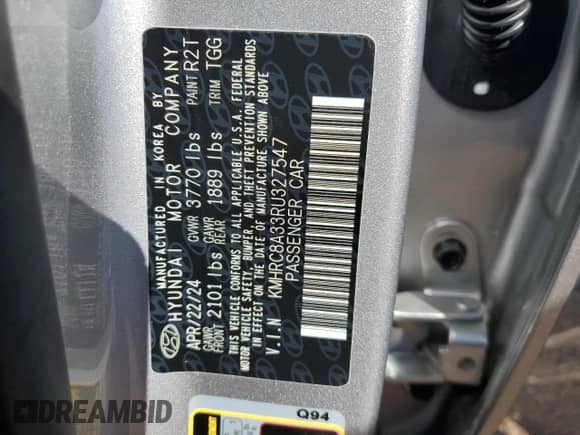 MANUFACTURED IN KOREA BY
HYUNDAI MOTOR COMPANY
APR/22/24 GVWR 3770 lbs PAINT R2T
GAWR FRONT 2101 lbs GAWR REAR 1889 lbs TRIM TGG
THIS VEHICLE CONFORMS TO ALL APPLICABLE U.S.A. FEDERAL
MOTOR VEHICLE SAFETY, BUMPER, AND THEFT PREVENTION STANDARDS
IN EFFECT ON THE DATE OF MANUFACTURE SHOWN ABOVE
V.I.N KMHRC8A33RU327547
PASSENGER CAR
Q94
DREAMBID